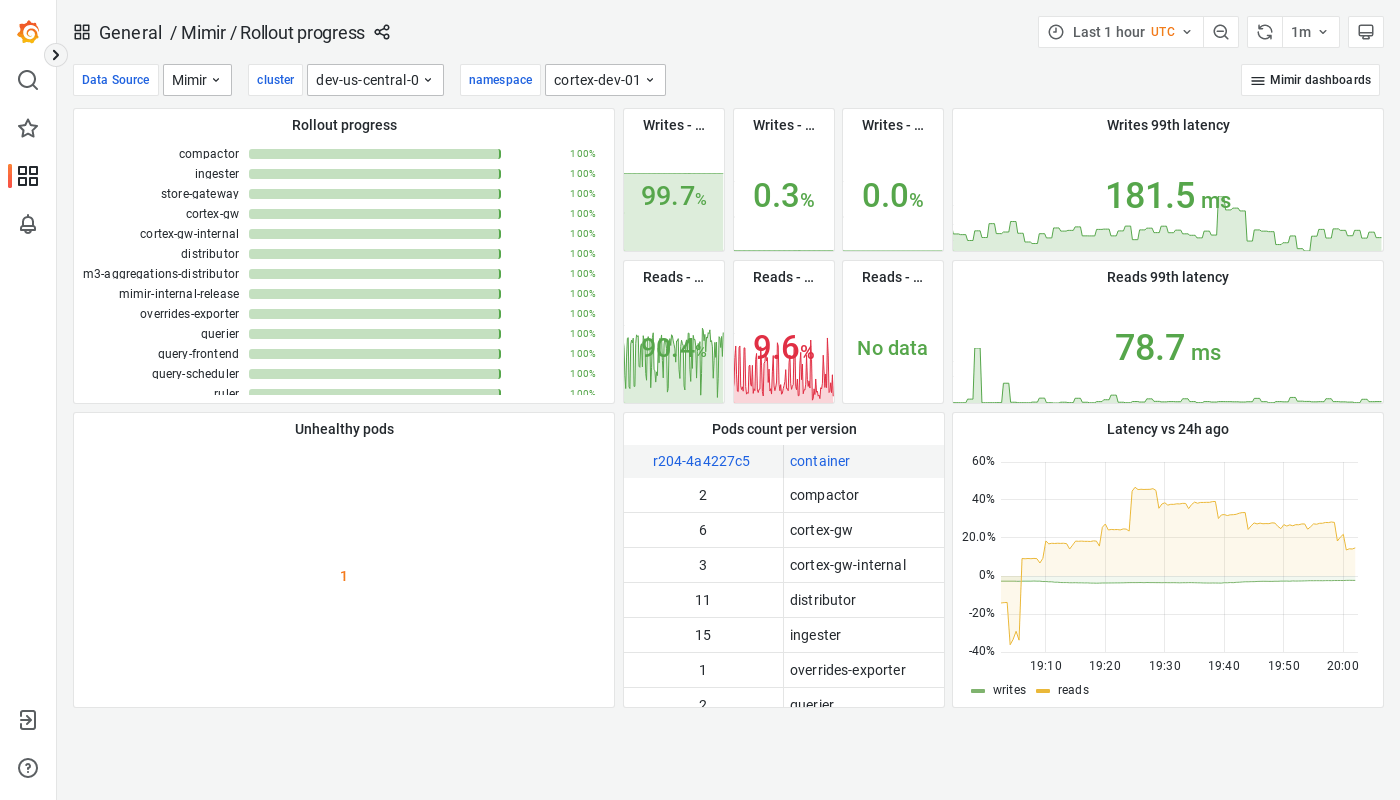 General / Mimir / Rollout progress
Last 1 hour UTC
1m
Data Source
Mimir
cluster
dev-us-central-0
namespace
cortex-dev-01
Mimir dashboards
Rollout progress
compactor 100%
ingester 100%
store-gateway 100%
cortex-gw 100%
cortex-gw-internal 100%
distributor 100%
m3-aggregations-distributor 100%
mimir-internal-release 100%
overrides-exporter 100%
querier 100%
query-frontend 100%
query-scheduler 100%
ruler 100%
Writes - ...
99.7%
Writes - ...
0.3%
Writes - ...
0.0%
Writes 99th latency
181.5 ms
Reads - ...
90.4%
Reads - ...
9.6%
Reads - ...
No data
Reads 99th latency
78.7 ms
Unhealthy pods
1
Pods count per version
r204-4a4227c5 container
2 compactor
6 cortex-gw
3 cortex-gw-internal
11 distributor
15 ingester
1 overrides-exporter
2 querier
Latency vs 24h ago
60%
40%
20.0%
0%
-20%
-40%
19:10 19:20 19:30 19:40 19:50 20:00
writes reads